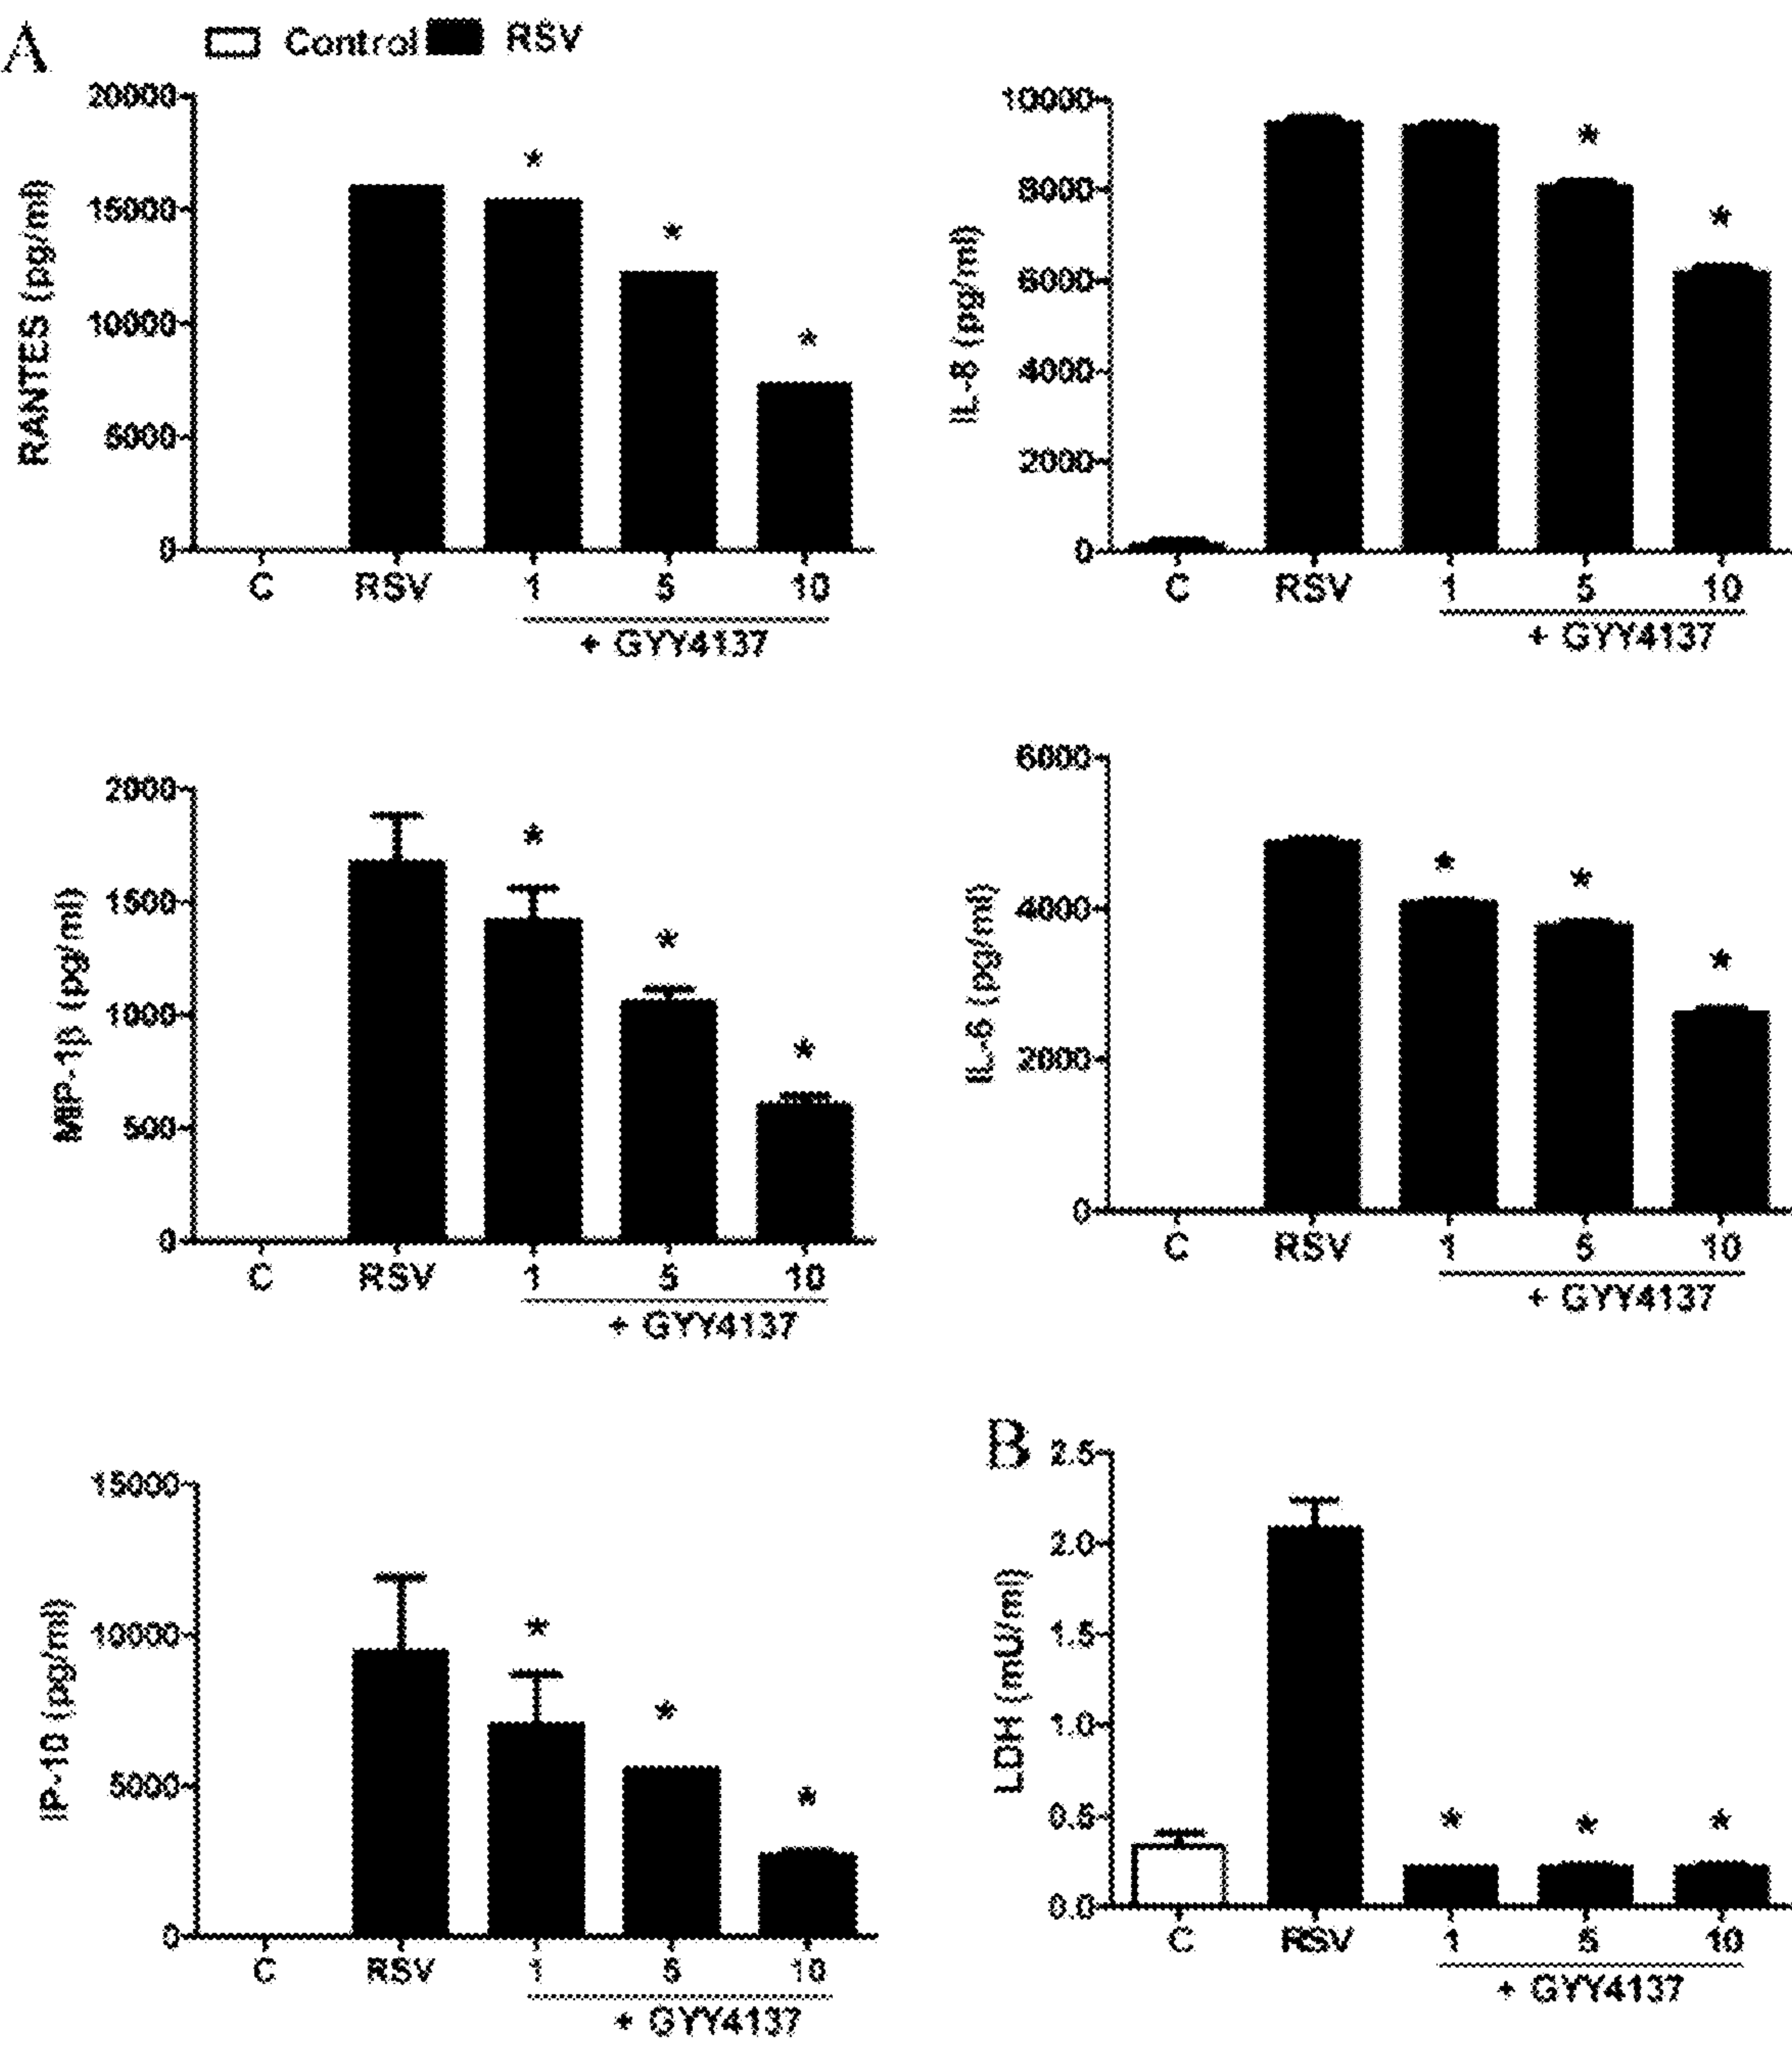 A
Control RSV
RANTES (pg/ml)
20000
15000
10000
5000
0
C RSV 1 5 10
+ GYY4137
IL-8 (pg/ml)
10000
8000
6000
4000
2000
0
C RSV 1 5 10
+ GYY4137
MIP-1β (pg/ml)
2000
1500
1000
500
0
C RSV 1 5 10
+ GYY4137
IL-6 (pg/ml)
6000
4000
2000
0
C RSV 1 5 10
+ GYY4137
IP-10 (pg/ml)
15000
10000
5000
0
C RSV 1 5 10
+ GYY4137
B
LDH (mU/ml)
2.5
2.0
1.5
1.0
0.5
0.0
C RSV 1 5 10
+ GYY4137